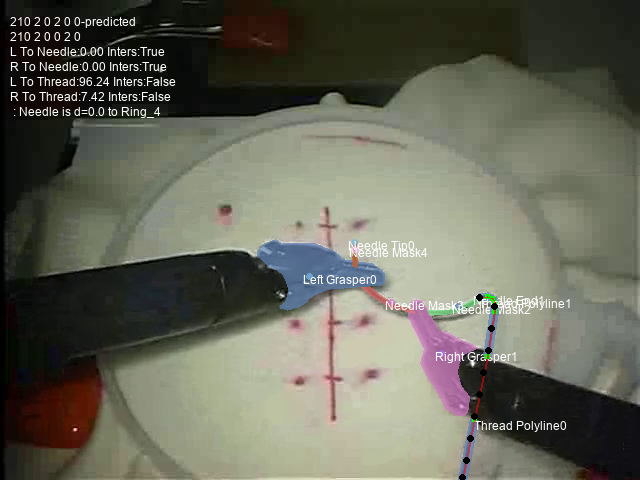 210 2 0 2 0 0-predicted
210 2 0 0 2 0
L To Needle:0.00 Inters:True
R To Needle:0.00 Inters:True
L To Thread:96.24 Inters:False
R To Thread:7.42 Inters:False
: Needle is d=0.0 to Ring_4
Needle Tip0
Needle Mask4
Left Grasper0
Needle Mask3
Needle End1
Thread Polyline1
Needle Mask2
Right Grasper1
Thread Polyline0